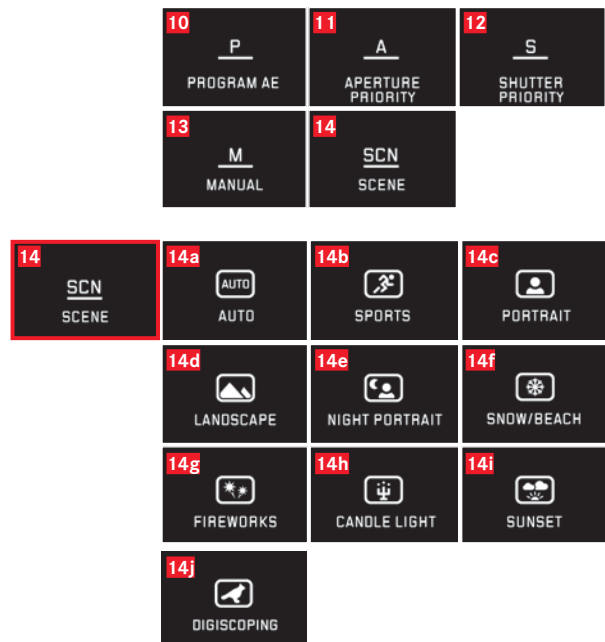 10
P
PROGRAM AE
11
A
APERTURE
PRIORITY
12
S
SHUTTER
PRIORITY
13
M
MANUAL
14
SCN
SCENE
14
SCN
SCENE
14a
AUTO
AUTO
14b
SPORTS
14c
PORTRAIT
14d
LANDSCAPE
14e
NIGHT PORTRAIT
14f
SNOW/BEACH
14g
FIREWORKS
14h
CANDLE LIGHT
14i
SUNSET
14j
DIGISCOPING